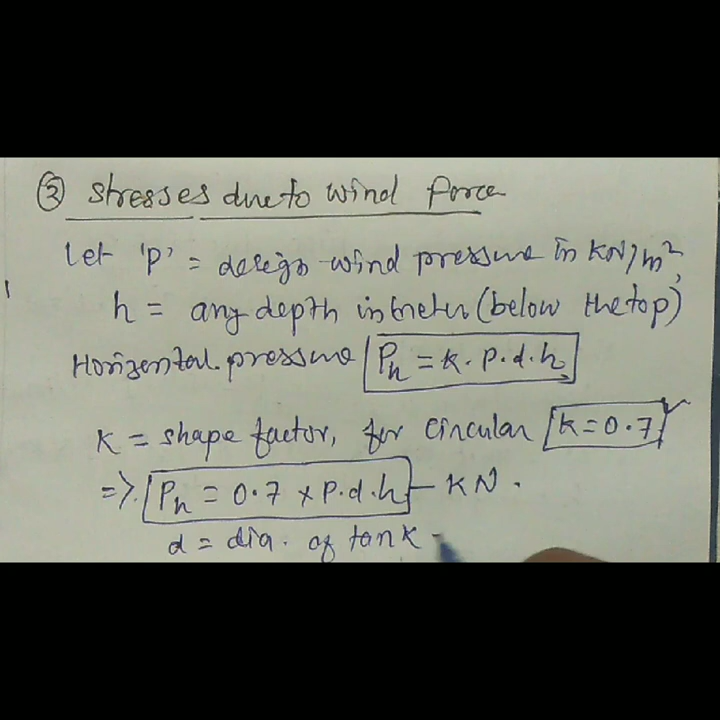 ② Stresses due to wind force
Let 'P' = design wind pressure in KN/m²,
h = any depth in meter (below the top)
Horizontal pressure Pₕ = K. P. d. h
K = shape factor, for circular K = 0.7
=> Pₕ = 0.7 x P. d. h — KN.
d = dia. of tank